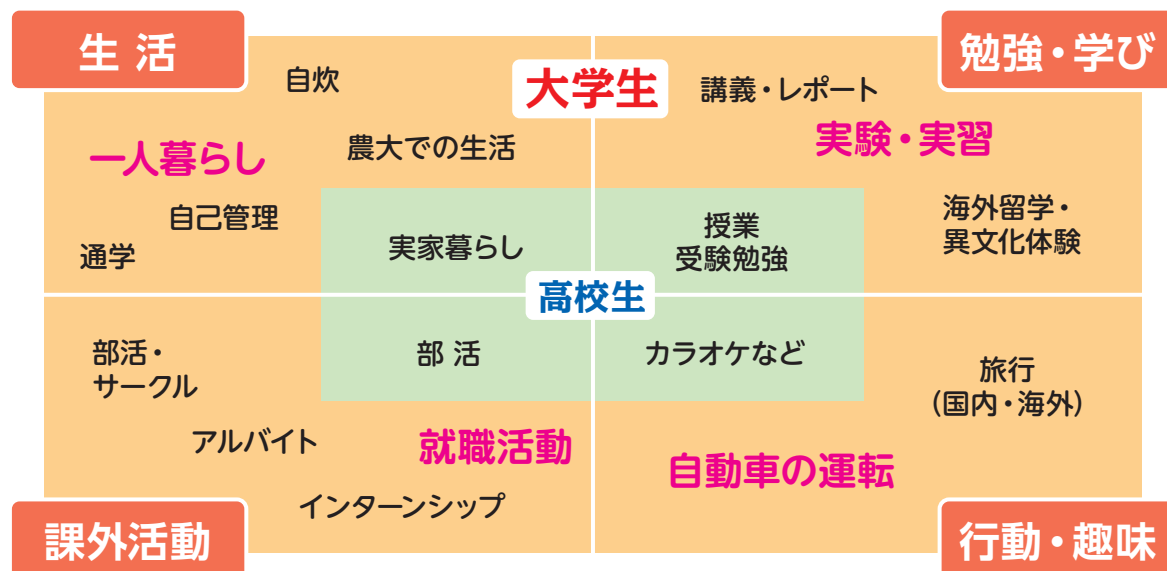 生 活
勉強・学び
大学生
自炊
講義・レポート
一人暮らし
農大での生活
実験・実習
自己管理
通学
実家暮らし
授業
受験勉強
海外留学・
異文化体験
高校生
部活・
サークル
部 活
カラオケなど
旅行
（国内・海外）
アルバイト
就職活動
自動車の運転
インターンシップ
課外活動
行動・趣味